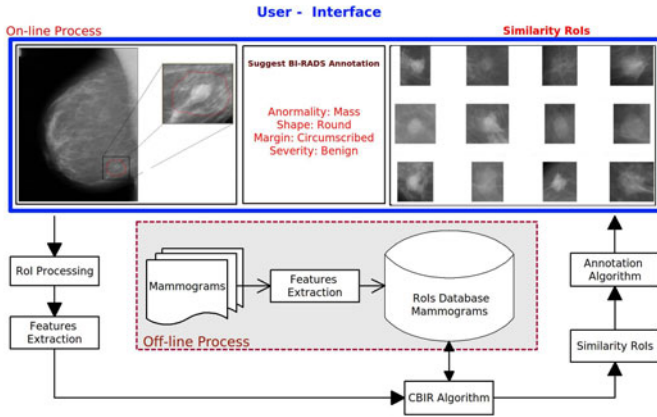 User - Interface
On-line Process
Similarity RoIs
Suggest BI-RADS Annotation
Anormality: Mass
Shape: Round
Margin: Circumscribed
Severity: Benign
RoI Processing
Features
Extraction
Mammograms
Features
Extraction
RoIs Database
Mammograms
Off-line Process
CBIR Algorithm
Annotation
Algorithm
Similarity RoIs